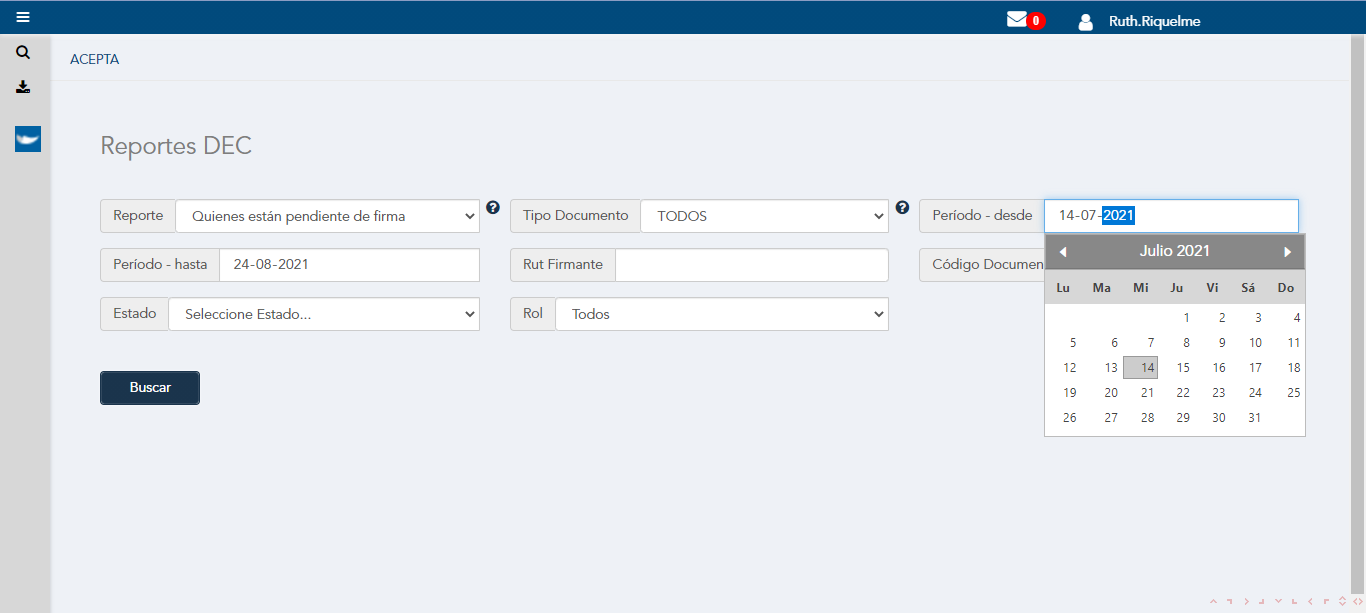 0 Ruth.Riquelme
ACEPTA
Reportes DEC
Reporte Quienes están pendiente de firma Tipo Documento TODOS Período - desde 14-07-2021
Período - hasta 24-08-2021 Rut Firmante Código Documen
Estado Seleccione Estado... Rol Todos
Buscar
Julio 2021
Lu Ma Mi Ju Vi Sá Do
1 2 3 4
5 6 7 8 9 10 11
12 13 14 15 16 17 18
19 20 21 22 23 24 25
26 27 28 29 30 31